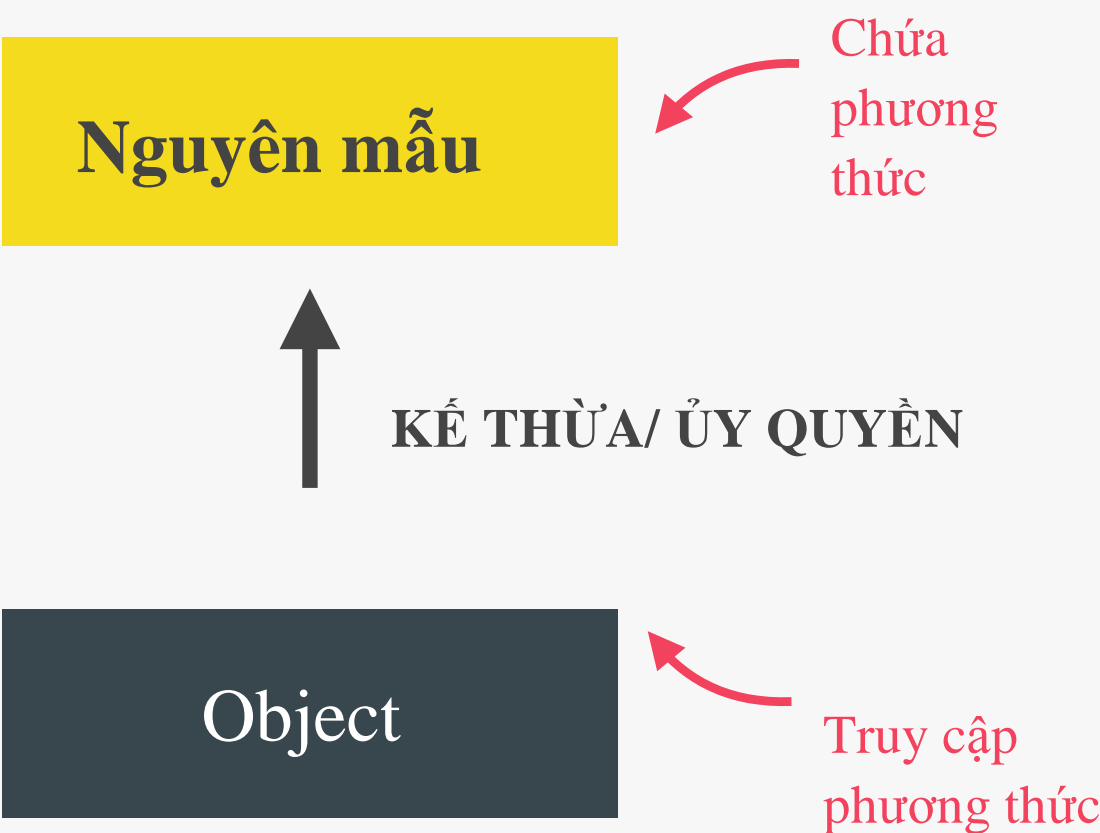 Chứa
phương
thức
Nguyên mẫu
KẾ THỪA/ ỦY QUYỀN
Object
Truy cập
phương thức